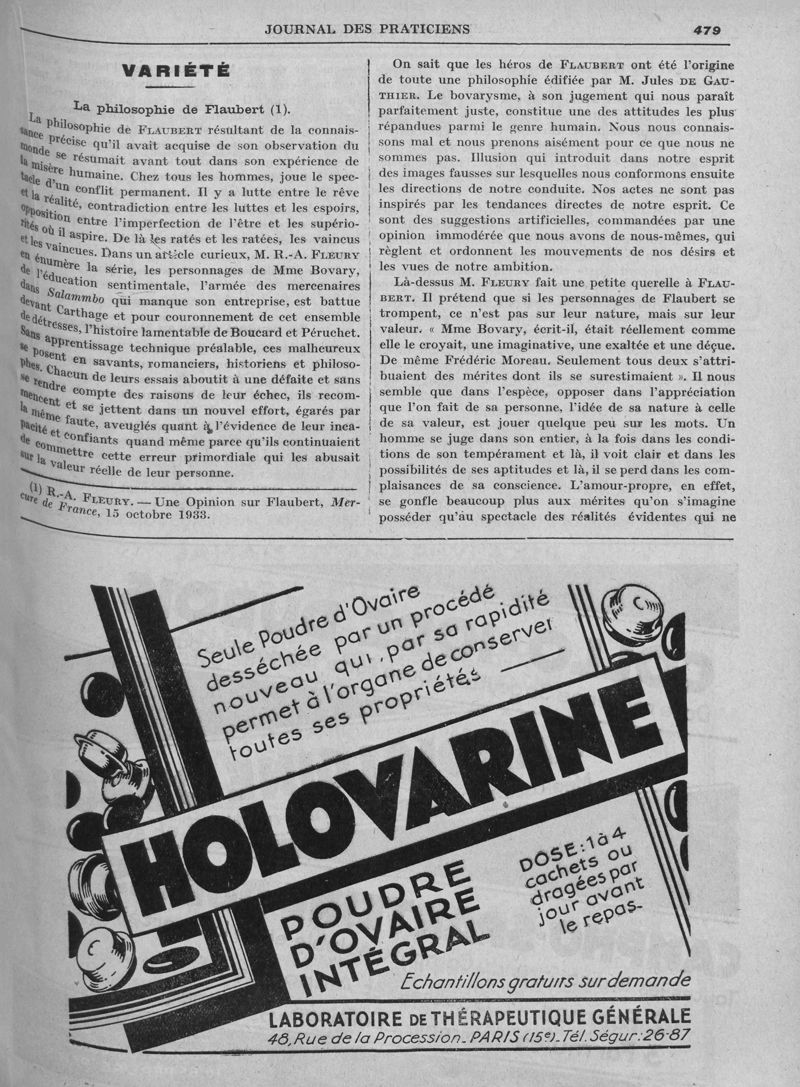 JOURNAL DES PRATICIENS
479
VARIÉTÉ
La philosophie de Flaubert (1).
La philosophie de FLAUBERT résultant de la connais-
sance précise qu'il avait acquise de son observation du
monde se résumait avant tout dans son expérience de
la misère humaine. Chez tous les hommes, joue le spec-
tacle d'un conflit permanent. Il y a lutte entre le rêve
et la réalité, contradiction entre les luttes et les espoirs,
opposition entre l'imperfection de l'être et les supério-
rités où il aspire. De là les ratés et les ratées, les vaincus
et les vaincues. Dans un article curieux, M. R.-A. FLEURY
en énumère la série, les personnages de Mme Bovary,
de l'éducation sentimentale, l'armée des mercenaires
dans Salammbo qui manque son entreprise, est battue
devant Carthage et pour couronnement de cet ensemble
de détresses, l'histoire lamentable de Boucard et Péruchet.
Sans apprentissage technique préalable, ces malheureux
se posent en savants, romanciers, historiens et philoso-
phes. Chacun de leurs essais aboutit à une défaite et sans
se rendre compte des raisons de leur échec, ils recom-
mencent et se jettent dans un nouvel effort, égarés par
la même faute, aveuglés quant à l'évidence de leur inca-
pacité et confiants quand même parce qu'ils continuaient
de commettre cette erreur primordiale qui les abusait
sur la valeur réelle de leur personne.
(1) R.-A. FLEURY. — Une Opinion sur Flaubert, Mer-
cure de France, 15 octobre 1933.
On sait que les héros de FLAUBERT ont été l'origine
de toute une philosophie édifiée par M. Jules DE GAU-
THIER. Le bovarysme, à son jugement qui nous paraît
parfaitement juste, constitue une des attitudes les plus
répandues parmi le genre humain. Nous nous connais-
sons mal et nous prenons aisément pour ce que nous ne
sommes pas. Illusion qui introduit dans notre esprit
des images fausses sur lesquelles nous conformons ensuite
les directions de notre conduite. Nos actes ne sont pas
inspirés par les tendances directes de notre esprit. Ce
sont des suggestions artificielles, commandées par une
opinion immodérée que nous avons de nous-mêmes, qui
règlent et ordonnent les mouvements de nos désirs et
les vues de notre ambition.
Là-dessus M. FLEURY fait une petite querelle à FLAU-
BERT. Il prétend que si les personnages de Flaubert se
trompent, ce n'est pas sur leur nature, mais sur leur
valeur. « Mme Bovary, écrit-il, était réellement comme
elle le croyait, une imaginative, une exaltée et une déçue.
De même Frédéric Moreau. Seulement tous deux s'attri-
buaient des mérites dont ils se surestimaient ». Il nous
semble que dans l'espèce, opposer dans l'appréciation
que l'on fait de sa personne, l'idée de sa nature à celle
de sa valeur, est jouer quelque peu sur les mots. Un
homme se juge dans son entier, à la fois dans les condi-
tions de son tempérament et là, il voit clair et dans les
possibilités de ses aptitudes et là, il se perd dans les com-
plaisances de sa conscience. L'amour-propre, en effet,
se gonfle beaucoup plus aux mérites qu'on s'imagine
posséder qu'au spectacle des réalités évidentes qui ne
Seule Poudre d'Ovaire
desséchée par un procédé
nouveau qui, par sa rapidité
permet à l'organe de conserver
toutes ses propriétés
HOLOVARINE
POUDRE
D'OVAIRE
INTÉGRAL
DOSE: 1 à 4
cachets ou
dragées par
jour avant
le repas-
Echantillons gratuits sur demande
LABORATOIRE DE THÉRAPEUTIQUE GÉNÉRALE
48, Rue de la Procession. PARIS (15e). Tél. Ségur: 26-87